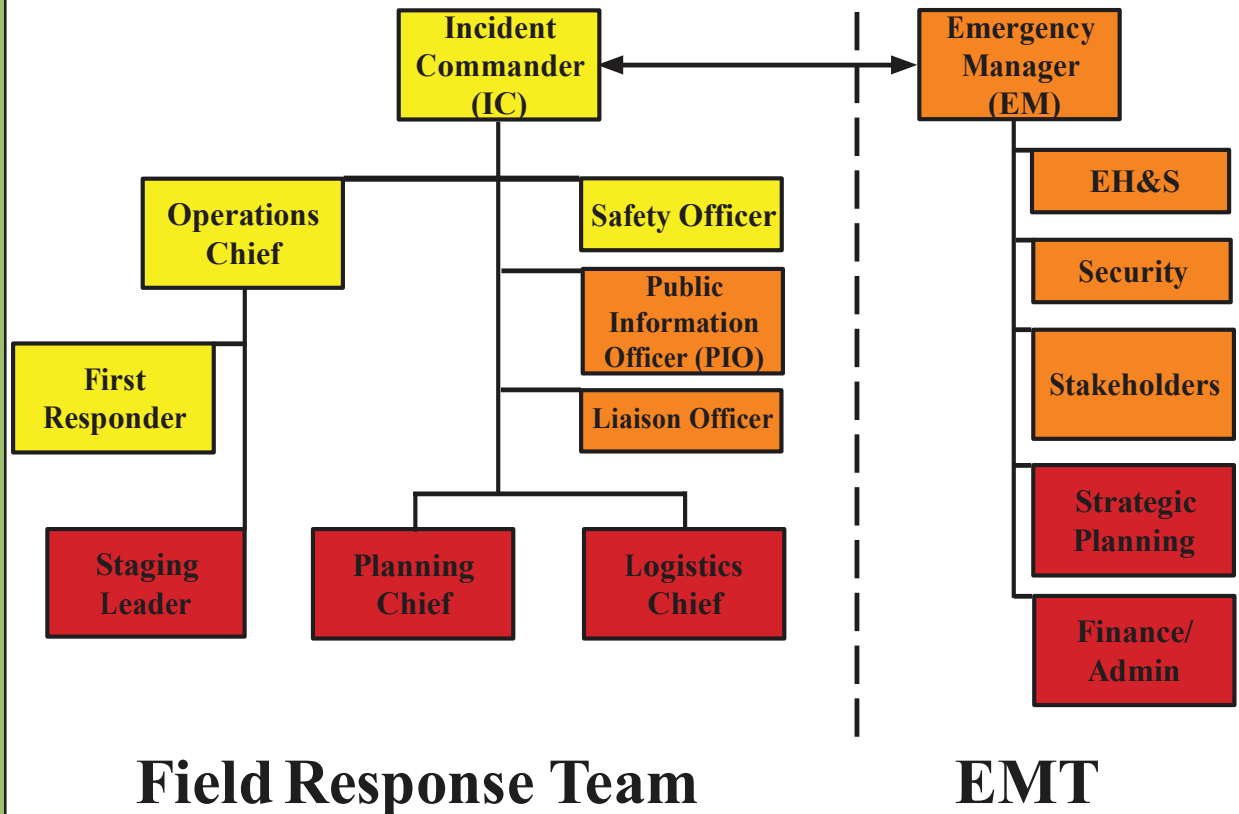 Incident
Commander
(IC)
Emergency
Manager
(EM)
Operations
Chief
Safety Officer
EH&S
Public
Information
Officer (PIO)
Security
First
Responder
Liaison Officer
Stakeholders
Staging
Leader
Planning
Chief
Logistics
Chief
Strategic
Planning
Finance/
Admin
Field Response Team
EMT